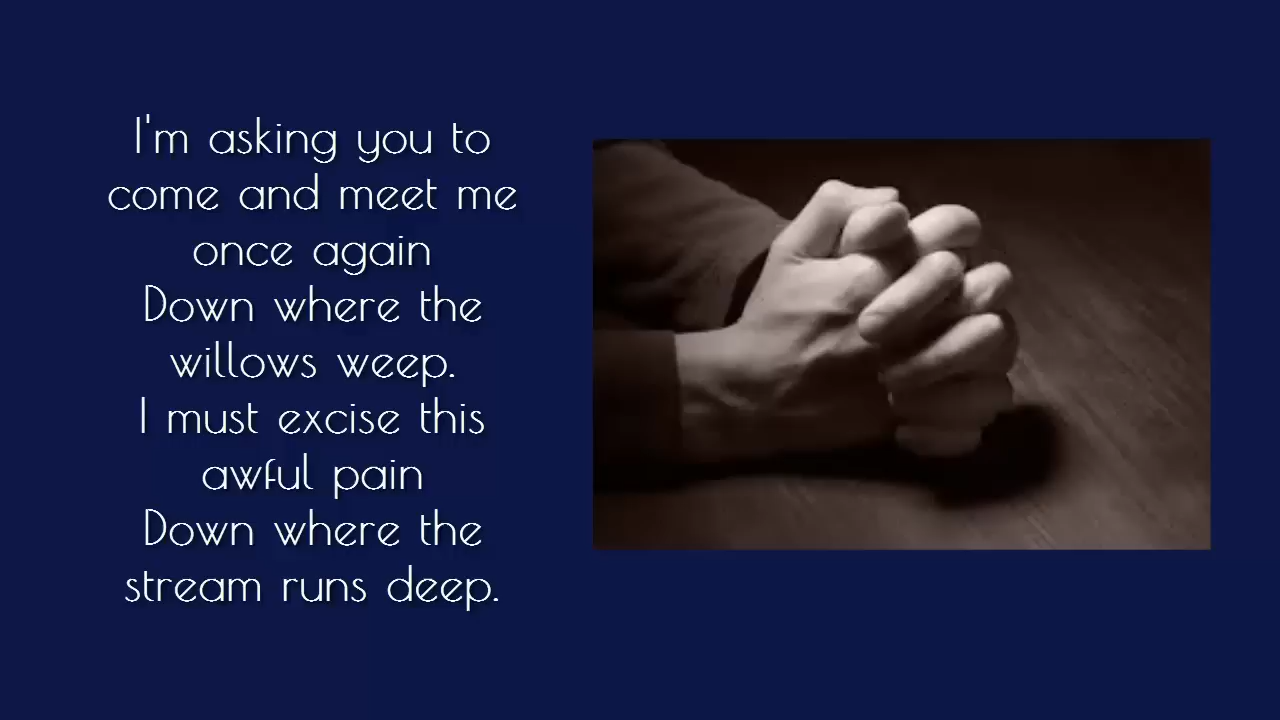 I'm asking you to
come and meet me
once again
Down where the
willows weep.
I must excise this
awful pain
Down where the
stream runs deep.